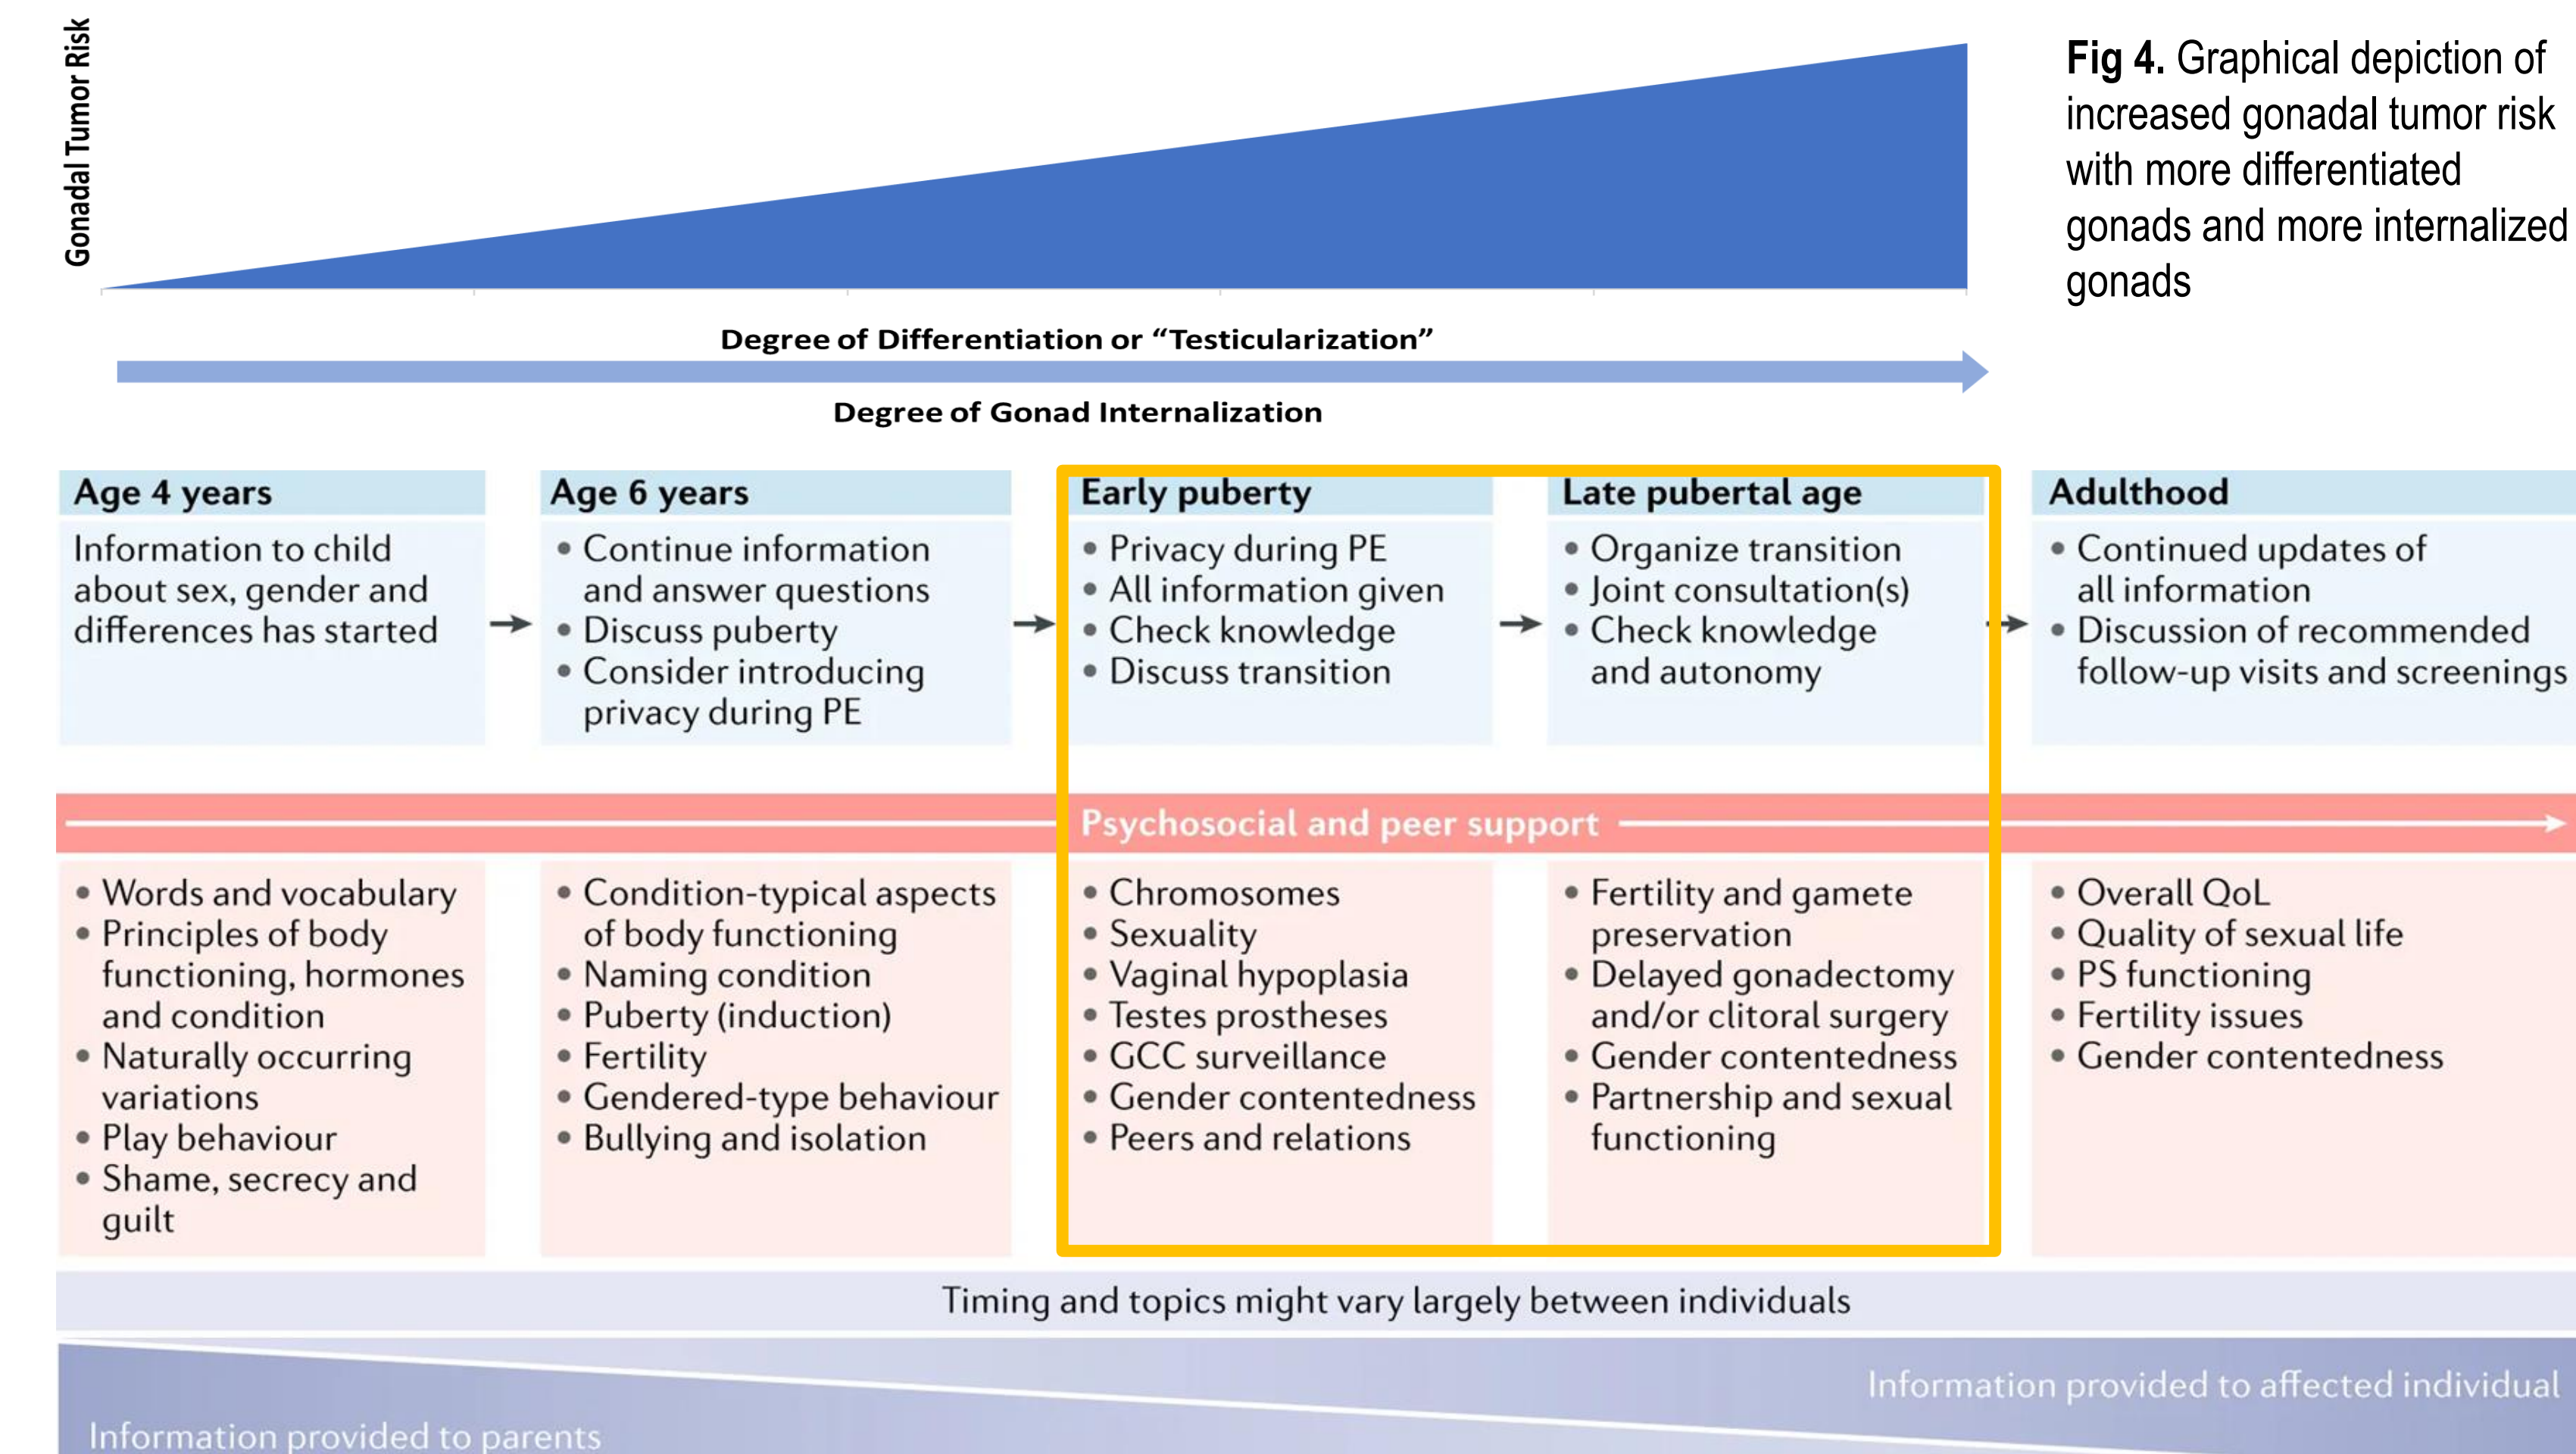 Gonadal Tumor Risk
Fig 4. Graphical depiction of
increased gonadal tumor risk
with more differentiated
gonads and more internalized
gonads
Degree of Differentiation or “Testicularization”
Degree of Gonad Internalization
Age 4 years
Information to child
about sex, gender and
differences has started
Age 6 years
• Continue information
and answer questions
• Discuss puberty
• Consider introducing
privacy during PE
Early puberty
• Privacy during PE
• All information given
• Check knowledge
• Discuss transition
Late pubertal age
• Organize transition
• Joint consultation(s)
• Check knowledge
and autonomy
Adulthood
• Continued updates of
all information
• Discussion of recommended
follow-up visits and screenings
Psychosocial and peer support
• Words and vocabulary
• Principles of body
functioning, hormones
and condition
• Naturally occurring
variations
• Play behaviour
• Shame, secrecy and
guilt
• Condition-typical aspects
of body functioning
• Naming condition
• Puberty (induction)
• Fertility
• Gendered-type behaviour
• Bullying and isolation
• Chromosomes
• Sexuality
• Vaginal hypoplasia
• Testes prostheses
• GCC surveillance
• Gender contentedness
• Peers and relations
• Fertility and gamete
preservation
• Delayed gonadectomy
and/or clitoral surgery
• Gender contentedness
• Partnership and sexual
functioning
• Overall QoL
• Quality of sexual life
• PS functioning
• Fertility issues
• Gender contentedness
Timing and topics might vary largely between individuals
Information provided to affected individual
Information provided to parents